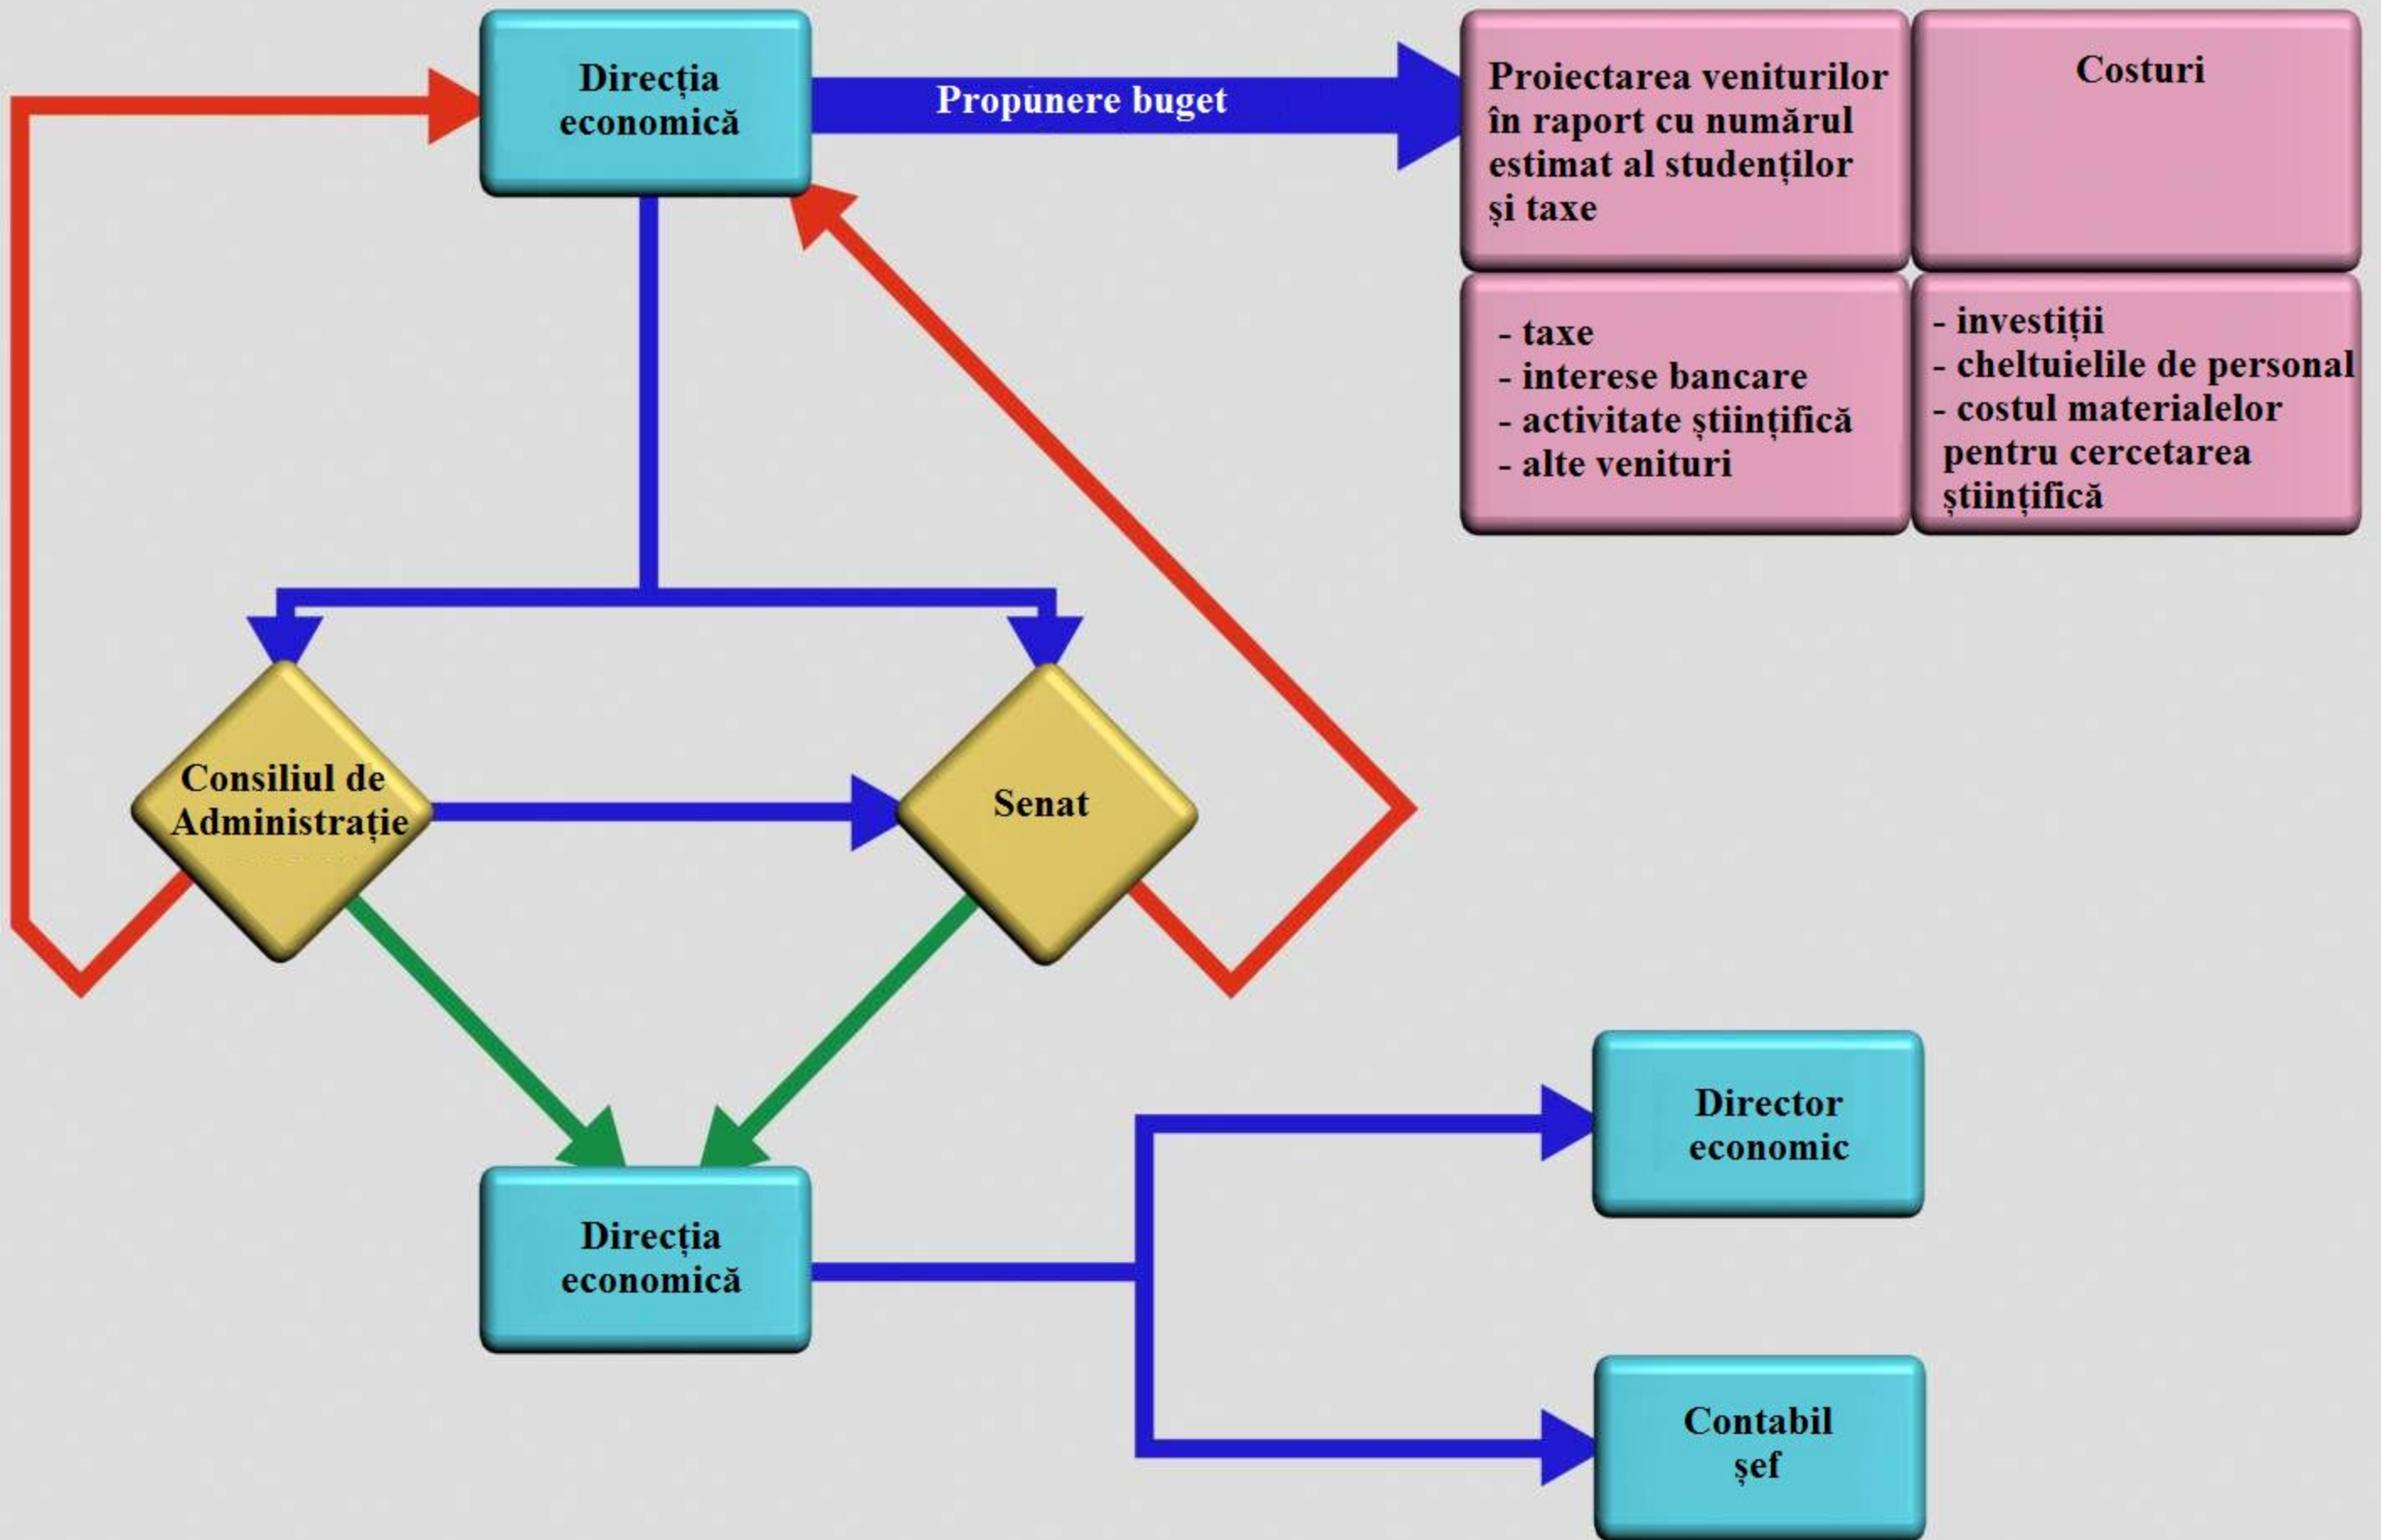 Direcția
economică
Propunere buget
Proiectarea veniturilor
în raport cu numărul
estimat al studenților
și taxe
Costuri
- taxe
- interese bancare
- activitate științifică
- alte venituri
- investiții
- cheltuielile de personal
- costul materialelor
pentru cercetarea
științifică
Consiliul de
Administrație
Senat
Direcția
economică
Director
economic
Contabil
șef